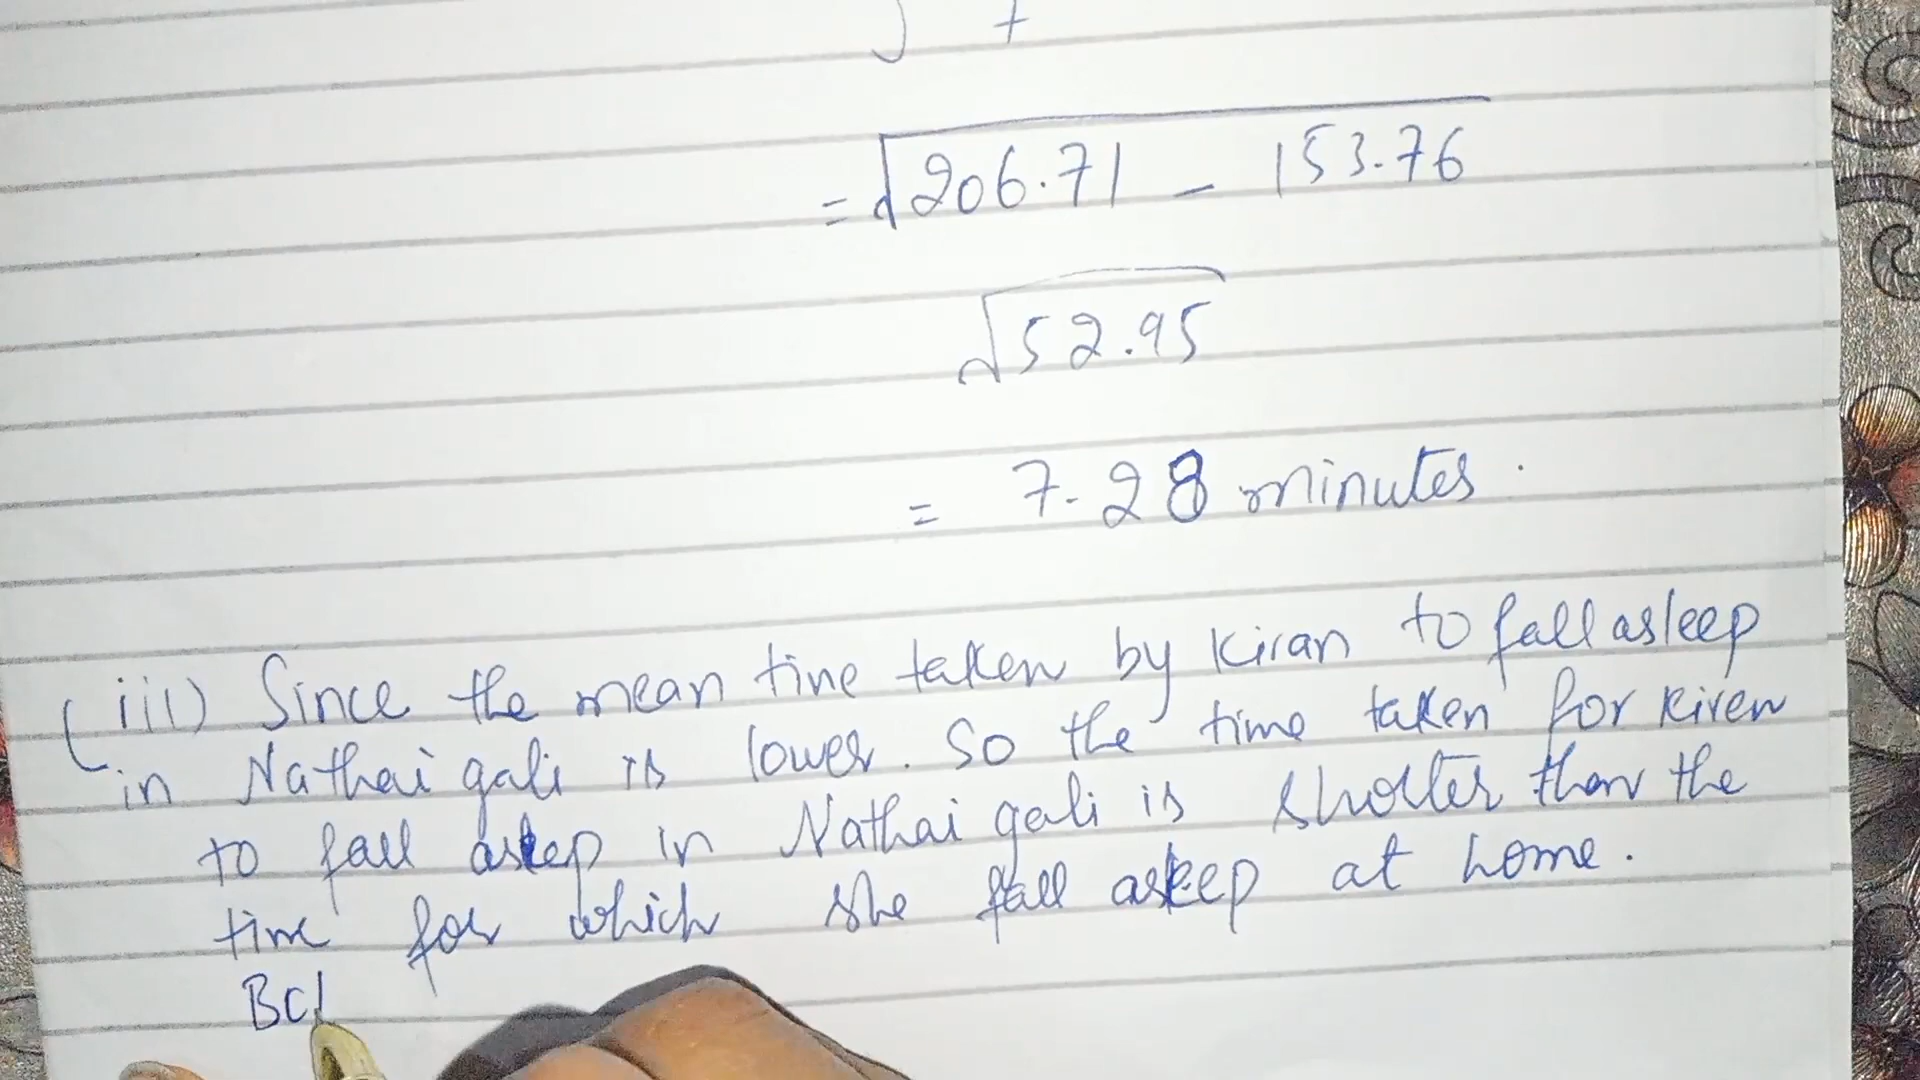 7
= √206.71 - 153.76
√52.95
= 7.28 minutes.
(iii) Since the mean time taken by Kiran to fall asleep
in Nathai gali is lower. So the time taken for Kiren
to fall asleep in Nathai gali is shorter than the
time for which she fall asleep at home.
BC